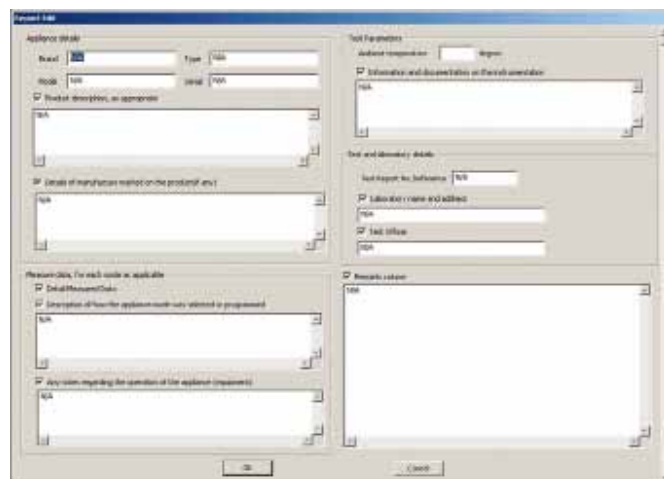 Appliance details
Brand N/A Type N/A
Model N/A Serial N/A
Product description, as appropriate
N/A
Details of manufacture marked on the product(if any)
N/A
Measure data, for each mode as applicable
Detail Measured Data
Description of how the appliance mode was selected or programmed
N/A
Any notes regarding the operation of the appliance (equipment)
N/A
Test Parameters
Ambient temperature degree
Information and documentation on the instrumentation
N/A
Test and laboratory details
Test Report No./Reference N/A
Laboratory name and address
N/A
Test Officer
N/A
Remarks column
N/A
Ok
Cancel